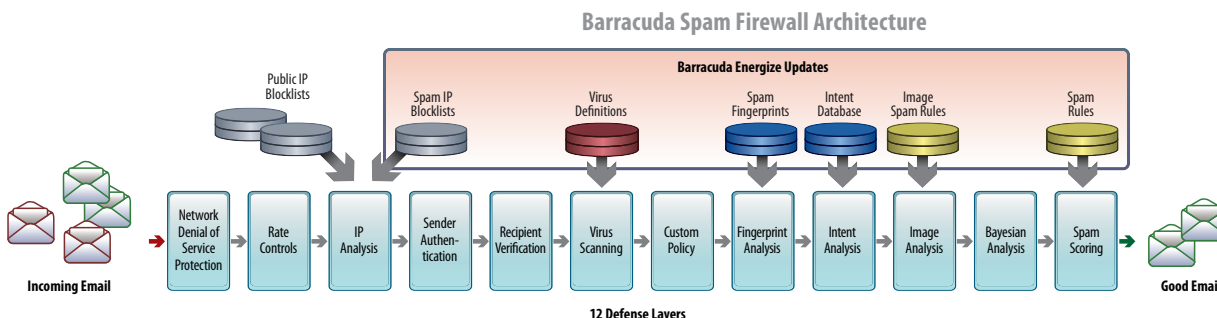 Barracuda Spam Firewall Architecture
Barracuda Energize Updates
Public IP
Blocklists
Spam IP
Blocklists
Virus
Definitions
Spam
Fingerprints
Intent
Database
Image
Spam Rules
Spam
Rules
Incoming Email
Network
Denial of
Service
Protection
Rate
Controls
IP
Analysis
Sender
Authen-
tication
Recipient
Verification
Virus
Scanning
Custom
Policy
Fingerprint
Analysis
Intent
Analysis
Image
Analysis
Bayesian
Analysis
Spam
Scoring
Good Email
12 Defense Layers